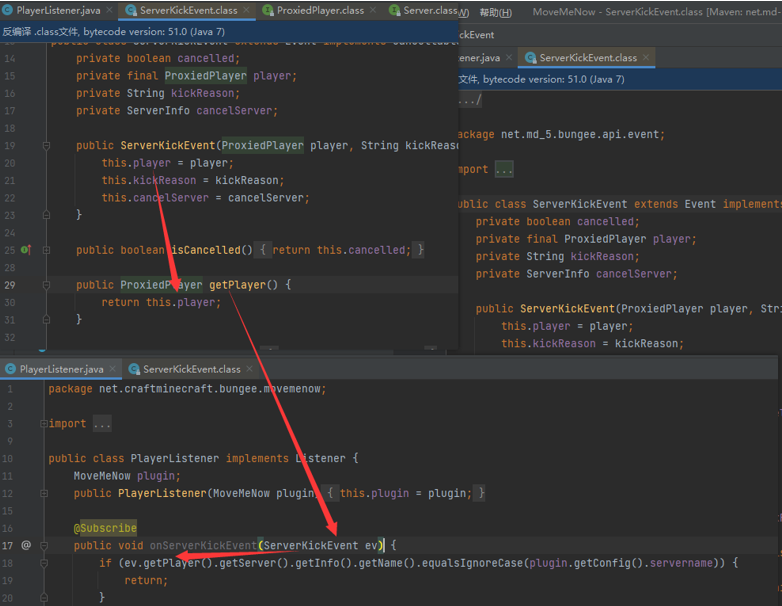 PlayerListener.java ServerKickEvent.class ProxiedPlayer.class Server.class
反编译 .class文件, bytecode version: 51.0 (Java 7)
14 private boolean cancelled;
15 private final ProxiedPlayer player;
16 private String kickReason;
17 private ServerInfo cancelServer;
18
19 public ServerKickEvent(ProxiedPlayer player, String kickReaso
20 this.player = player;
21 this.kickReason = kickReason;
22 this.cancelServer = cancelServer;
23 }
24
25 public boolean isCancelled() { return this.cancelled; }
28
29 public ProxiedPlayer getPlayer() {
30 return this.player;
31 }
32
W) 帮助(H) MoveMeNow - ServerKickEvent.class [Maven: net.md-
ckEvent
tener.java ServerKickEvent.class
文件, bytecode version: 51.0 (Java 7)
.../
ackage net.md_5.bungee.api.event;
mport ...
ublic class ServerKickEvent extends Event implements
private boolean cancelled;
private final ProxiedPlayer player;
private String kickReason;
private ServerInfo cancelServer;
public ServerKickEvent(ProxiedPlayer player, Stri
this.player = player;
this.kickReason = kickReason;
PlayerListener.java ServerKickEvent.class
1 package net.craftminecraft.bungee.movemenow;
2
3 import ...
9
10 public class PlayerListener implements Listener {
11 MoveMeNow plugin;
12 public PlayerListener(MoveMeNow plugin) { this.plugin = plugin; }
15
16 @Subscribe
17 @ public void onServerKickEvent(ServerKickEvent ev) {
18 if (ev.getPlayer().getServer().getInfo().getName().equalsIgnoreCase(plugin.getConfig().servername)) {
19 return;
20 }